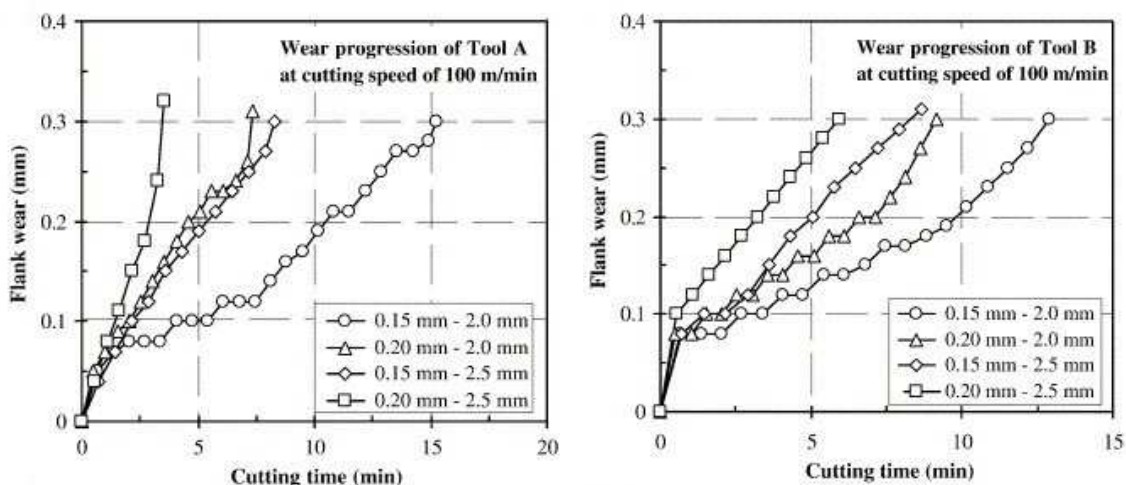 0.4
0.3
0.2
0.1
0
Flank wear (mm)
Wear progression of Tool A
at cutting speed of 100 m/min
0.15 mm - 2.0 mm
0.20 mm - 2.0 mm
0.15 mm - 2.5 mm
0.20 mm - 2.5 mm
0 5 10 15 20
Cutting time (min)
0.4
0.3
0.2
0.1
0
Flank wear (mm)
Wear progression of Tool B
at cutting speed of 100 m/min
0.15 mm - 2.0 mm
0.20 mm - 2.0 mm
0.15 mm - 2.5 mm
0.20 mm - 2.5 mm
0 5 10 15
Cutting time (min)